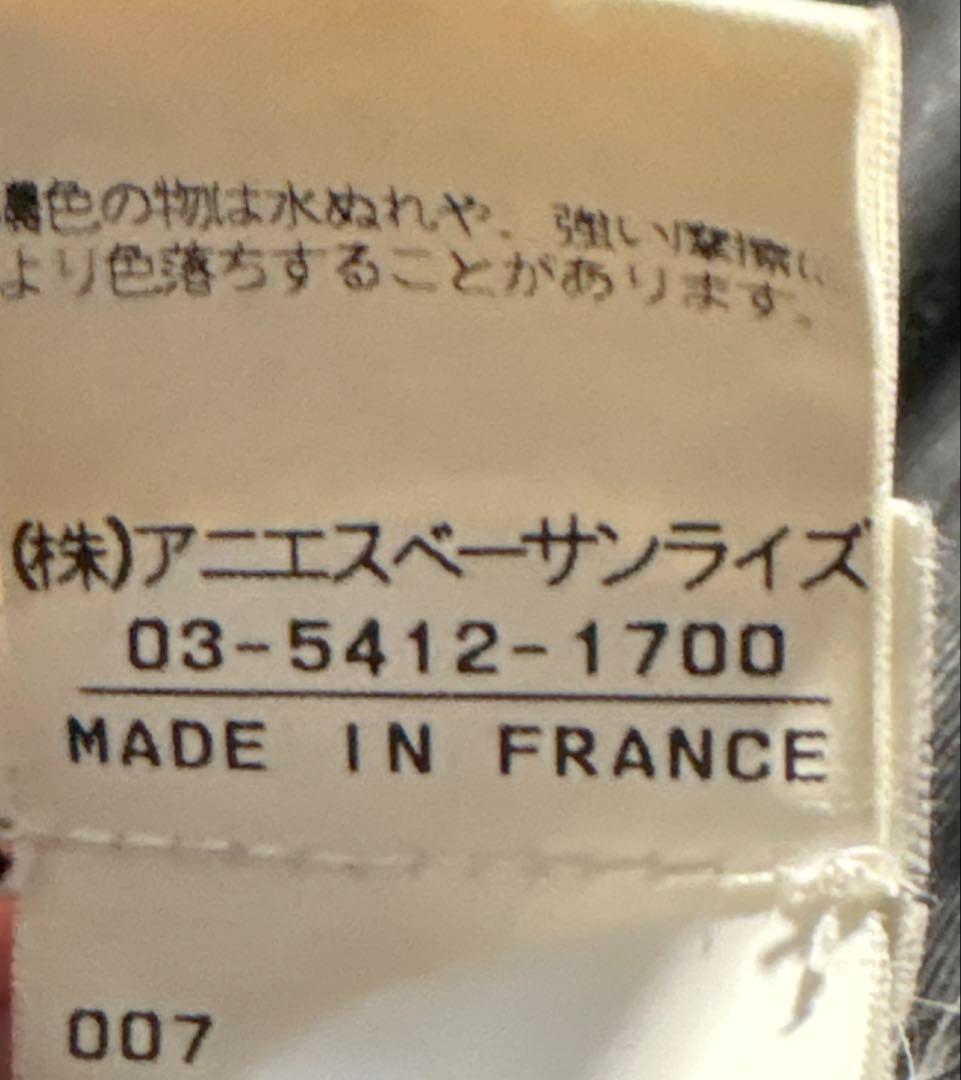 色の物は水ぬれや、強い摩擦に
より色落ちすることがあります。
(株)アニエスベーサンライズ
03-5412-1700
MADE IN FRANCE
007